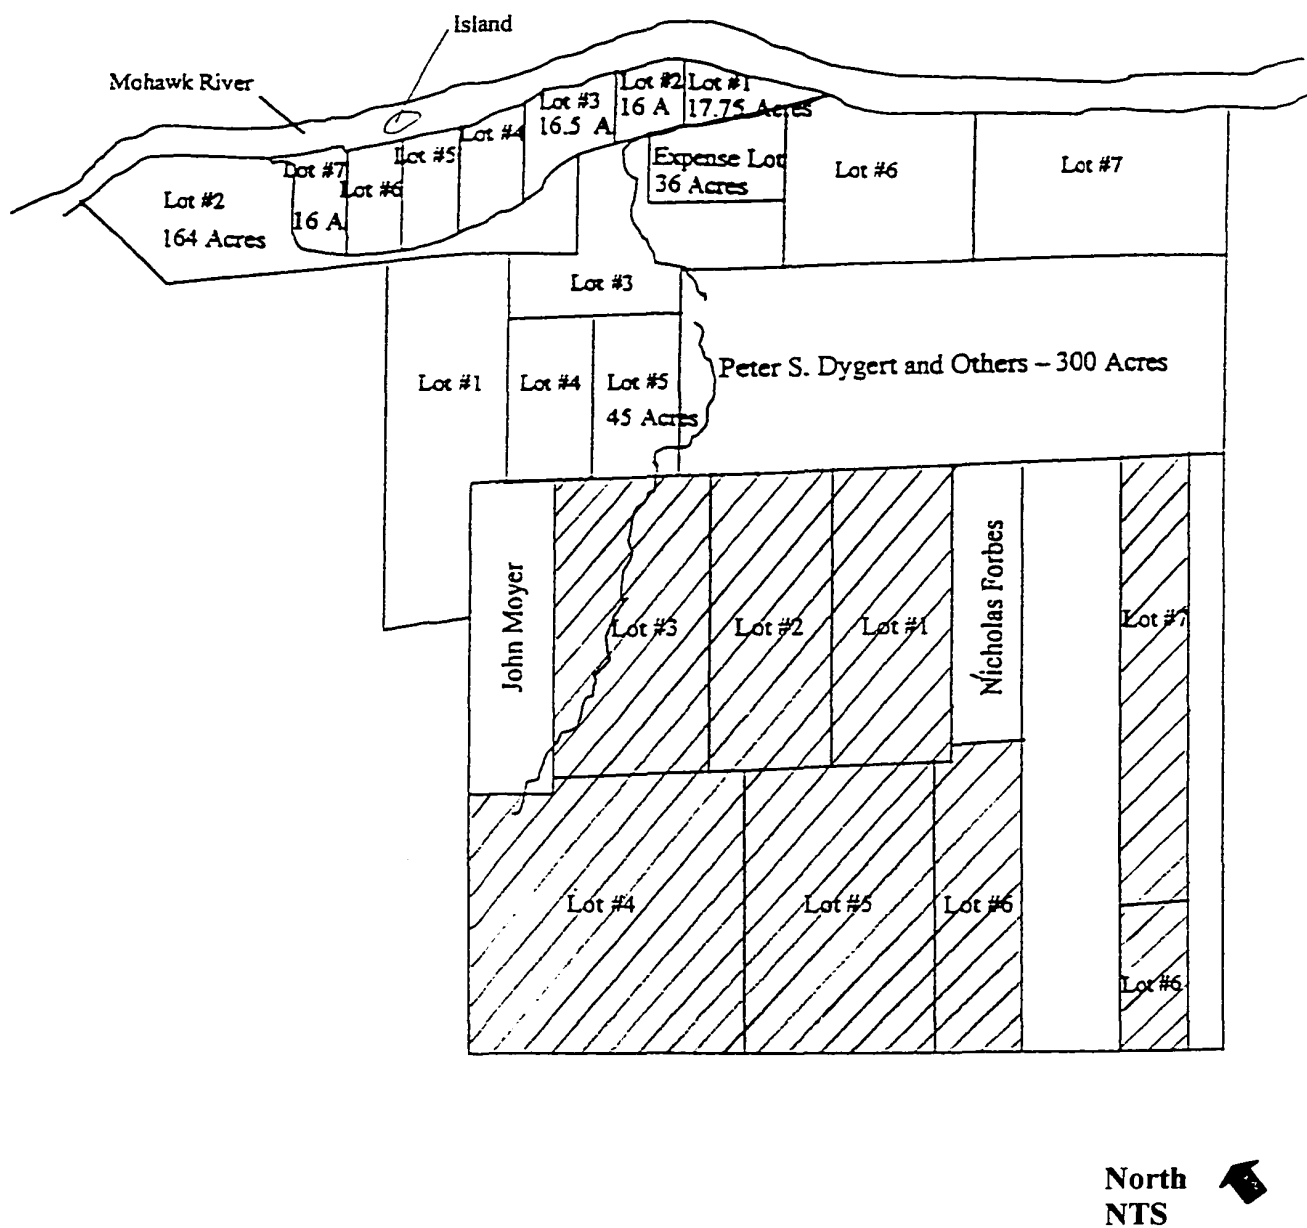 Island
Mohawk River
Lot #2
16 A
Lot #1
17.75 Acres
Lot #3
16.5 A
Lot #4
Lot #5
Lot #7
Lot #6
16 A
Lot #2
164 Acres
Expense Lot
36 Acres
Lot #6
Lot #7
Lot #3
Peter S. Dygert and Others – 300 Acres
Lot #1
Lot #4
Lot #5
45 Acres
John Moyer
Lot #3
Lot #2
Lot #1
Nicholas Forbes
Lot #7
Lot #4
Lot #5
Lot #6
Lot #6
North
NTS